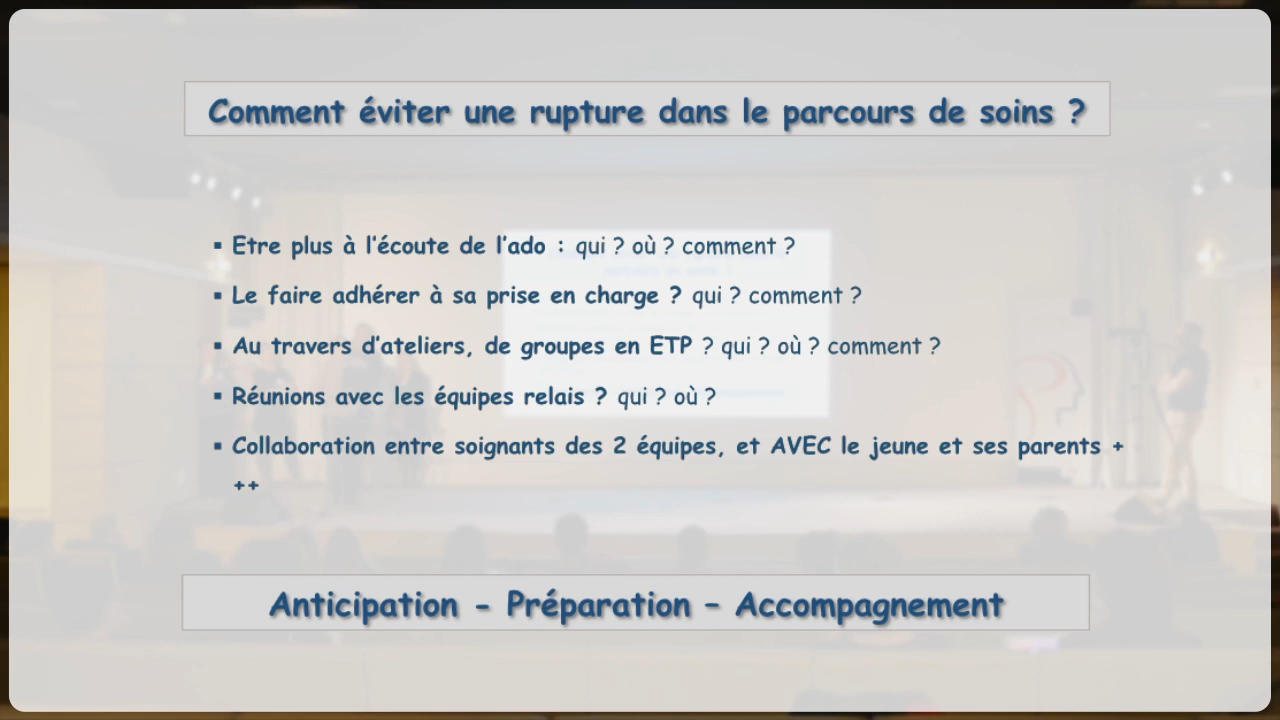 Comment éviter une rupture dans le parcours de soins ?
▪ Etre plus à l'écoute de l'ado : qui ? où ? comment ?
▪ Le faire adhérer à sa prise en charge ? qui ? comment ?
▪ Au travers d'ateliers, de groupes en ETP ? qui ? où ? comment ?
▪ Réunions avec les équipes relais ? qui ? où ?
▪ Collaboration entre soignants des 2 équipes, et AVEC le jeune et ses parents +
++
Anticipation - Préparation – Accompagnement